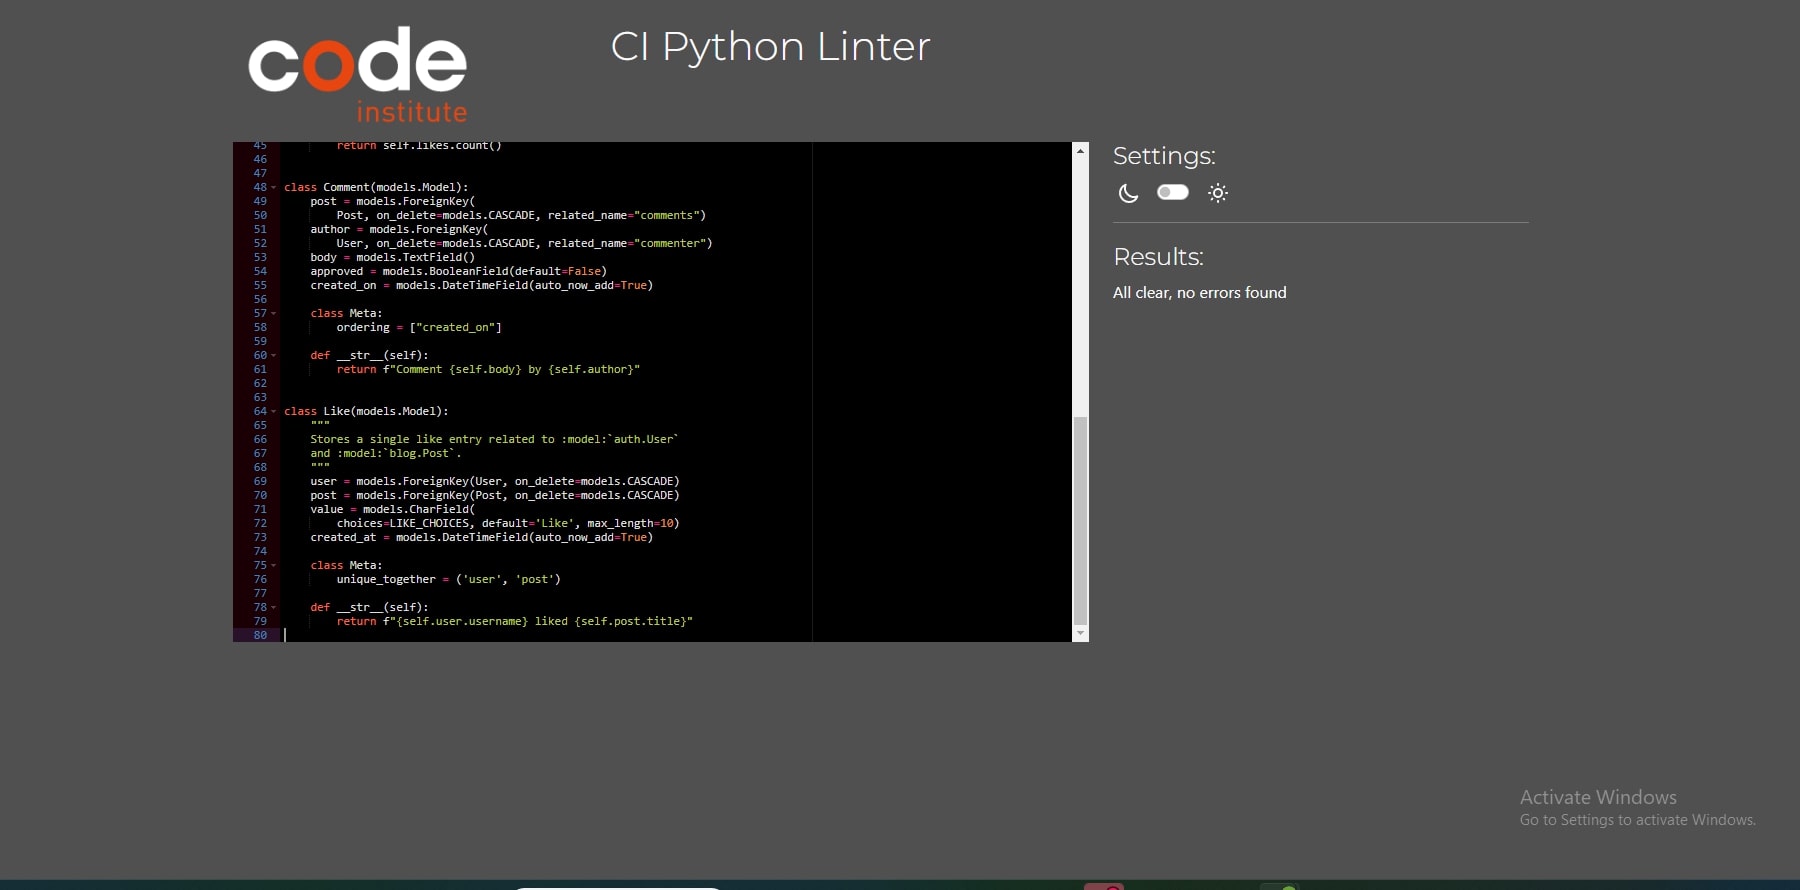 code
institute
CI Python Linter
45 return self.likes.count()
46
47
48 class Comment(models.Model):
49 post = models.ForeignKey(
50 Post, on_delete=models.CASCADE, related_name="comments")
51 author = models.ForeignKey(
52 User, on_delete=models.CASCADE, related_name="commenter")
53 body = models.TextField()
54 approved = models.BooleanField(default=False)
55 created_on = models.DateTimeField(auto_now_add=True)
56
57 class Meta:
58 ordering = ["created_on"]
59
60 def __str__(self):
61 return f"Comment {self.body} by {self.author}"
62
63
64 class Like(models.Model):
65 """
66 Stores a single like entry related to :model:`auth.User`
67 and :model:`blog.Post`.
68 """
69 user = models.ForeignKey(User, on_delete=models.CASCADE)
70 post = models.ForeignKey(Post, on_delete=models.CASCADE)
71 value = models.CharField(
72 choices=LIKE_CHOICES, default='Like', max_length=10)
73 created_at = models.DateTimeField(auto_now_add=True)
74
75 class Meta:
76 unique_together = ('user', 'post')
77
78 def __str__(self):
79 return f"{self.user.username} liked {self.post.title}"
80
Settings:
Results:
All clear, no errors found
Activate Windows
Go to Settings to activate Windows.